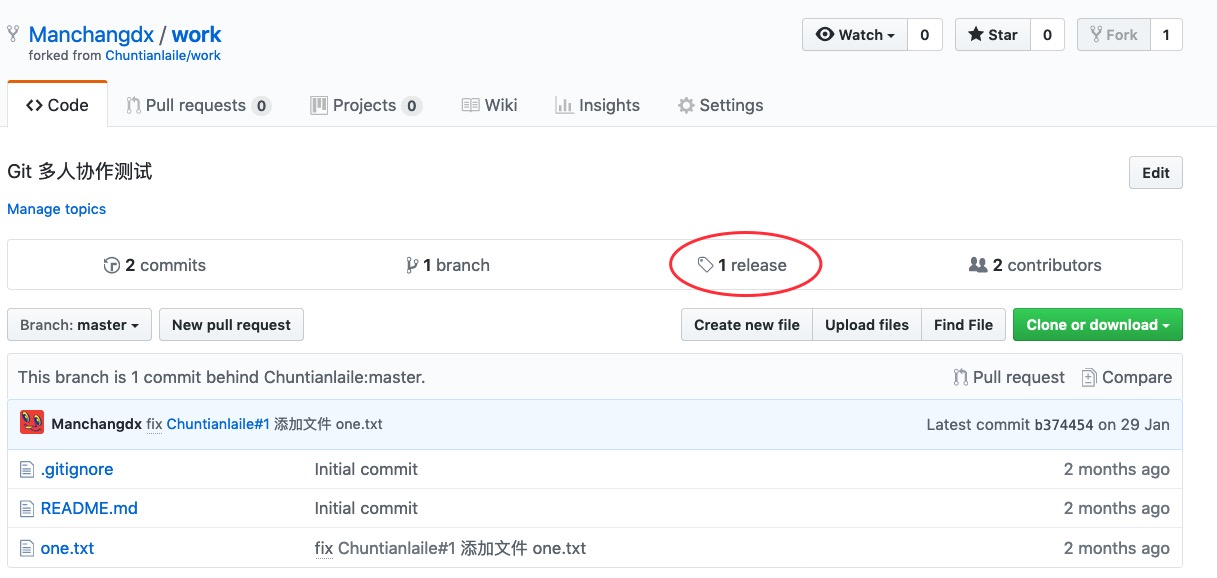 Manchangdx / work Watch 0 Star 0 Fork 1
forked from Chuntianlaile/work
Code Pull requests 0 Projects 0 Wiki Insights Settings
Git 多人协作测试 Edit
Manage topics
2 commits 1 branch 1 release 2 contributors
Branch: master New pull request Create new file Upload files Find File Clone or download
This branch is 1 commit behind Chuntianlaile:master. Pull request Compare
Manchangdx fix Chuntianlaile#1 添加文件 one.txt Latest commit b374454 on 29 Jan
.gitignore Initial commit 2 months ago
README.md Initial commit 2 months ago
one.txt fix Chuntianlaile#1 添加文件 one.txt 2 months ago